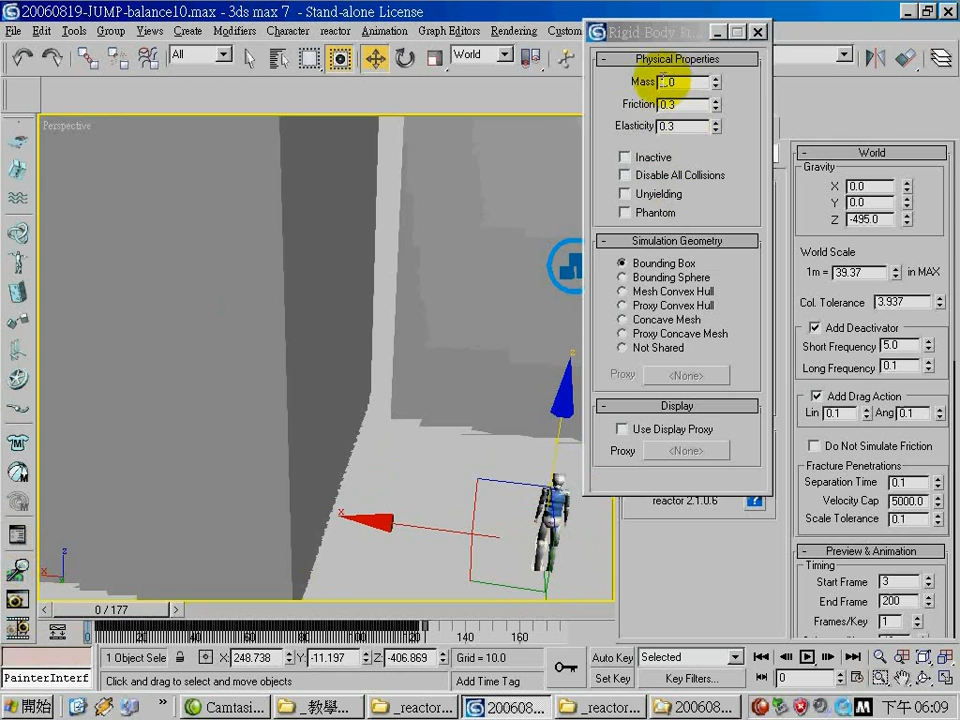 20060819-JUMP-balance10.max - 3ds max 7 - Stand-alone License
File Edit Tools Group Views Create Modifiers Character reactor Animation Graph Editors Rendering Custom
All
World
Perspective
Physical Properties
Mass
Friction 0.3
Elasticity 0.3
Inactive
Disable All Collisions
Unyielding
Phantom
Simulation Geometry
Bounding Box
Bounding Sphere
Mesh Convex Hull
Proxy Convex Hull
Concave Mesh
Proxy Concave Mesh
Not Shared
Proxy <None>
Display
Use Display Proxy
Proxy <None>
reactor 2.1.0.6 ?
World
Gravity
X 0.0
Y 0.0
Z -495.0
World Scale
1m = 39.37 in MAX
Col. Tolerance 3.937
Add Deactivator
Short Frequency 5.0
Long Frequency 0.1
Add Drag Action
Lin 0.1 Ang 0.1
Do Not Simulate Friction
Fracture Penetrations
Separation Time 0.1
Velocity Cap 5000.0
Scale Tolerance 0.1
Preview & Animation
Timing
Start Frame 3
End Frame 200
Frames/Key 1
x
z
x
z
0 / 177
0 120 140 160
1 Object Sele X: 248.738 Y: -11.197 Z: -406.869 Grid = 10.0 Auto Key Selected
PainterInterf Click and drag to select and move objects Add Time Tag Set Key Key Filters... 0
開始 » Camtasi... _教學... _reactor... 200608... _reactor... 200608... 下午 06:09